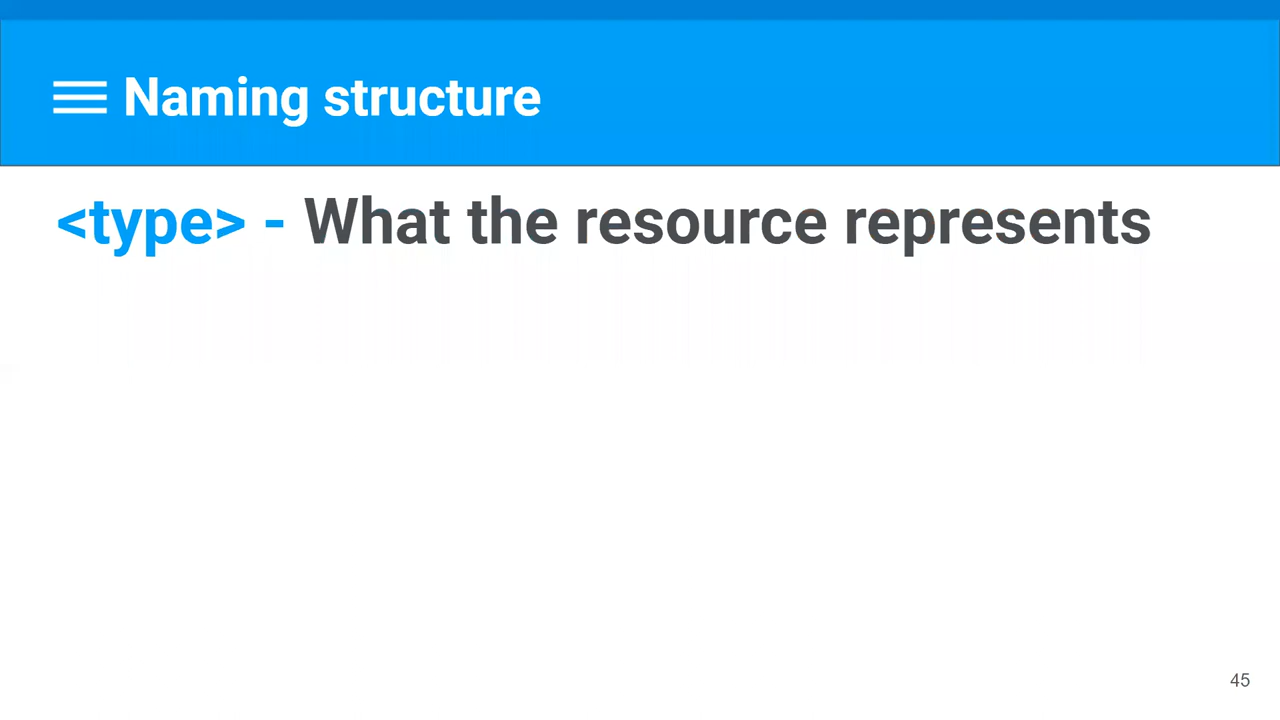 Naming structure
<type> - What the resource represents
45